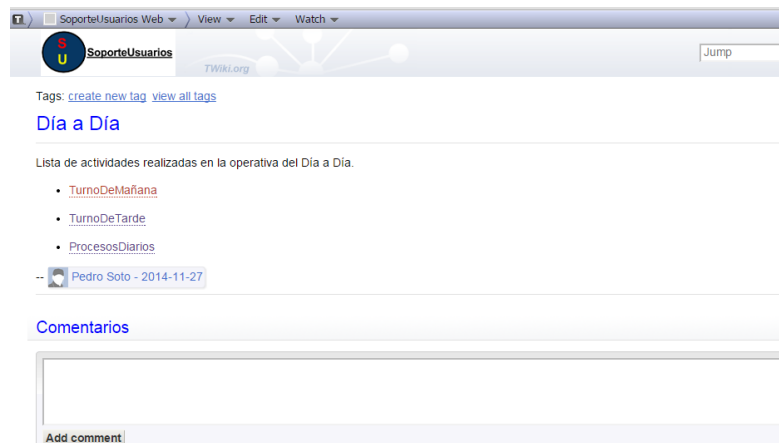 T SoporteUsuarios Web View Edit Watch
S
U
SoporteUsuarios
TWiki.org
Jump
Tags: create new tag view all tags
Día a Día
Lista de actividades realizadas en la operativa del Día a Día.
• TurnoDeMañana
• TurnoDeTarde
• ProcesosDiarios
-- Pedro Soto - 2014-11-27
Comentarios
Add comment